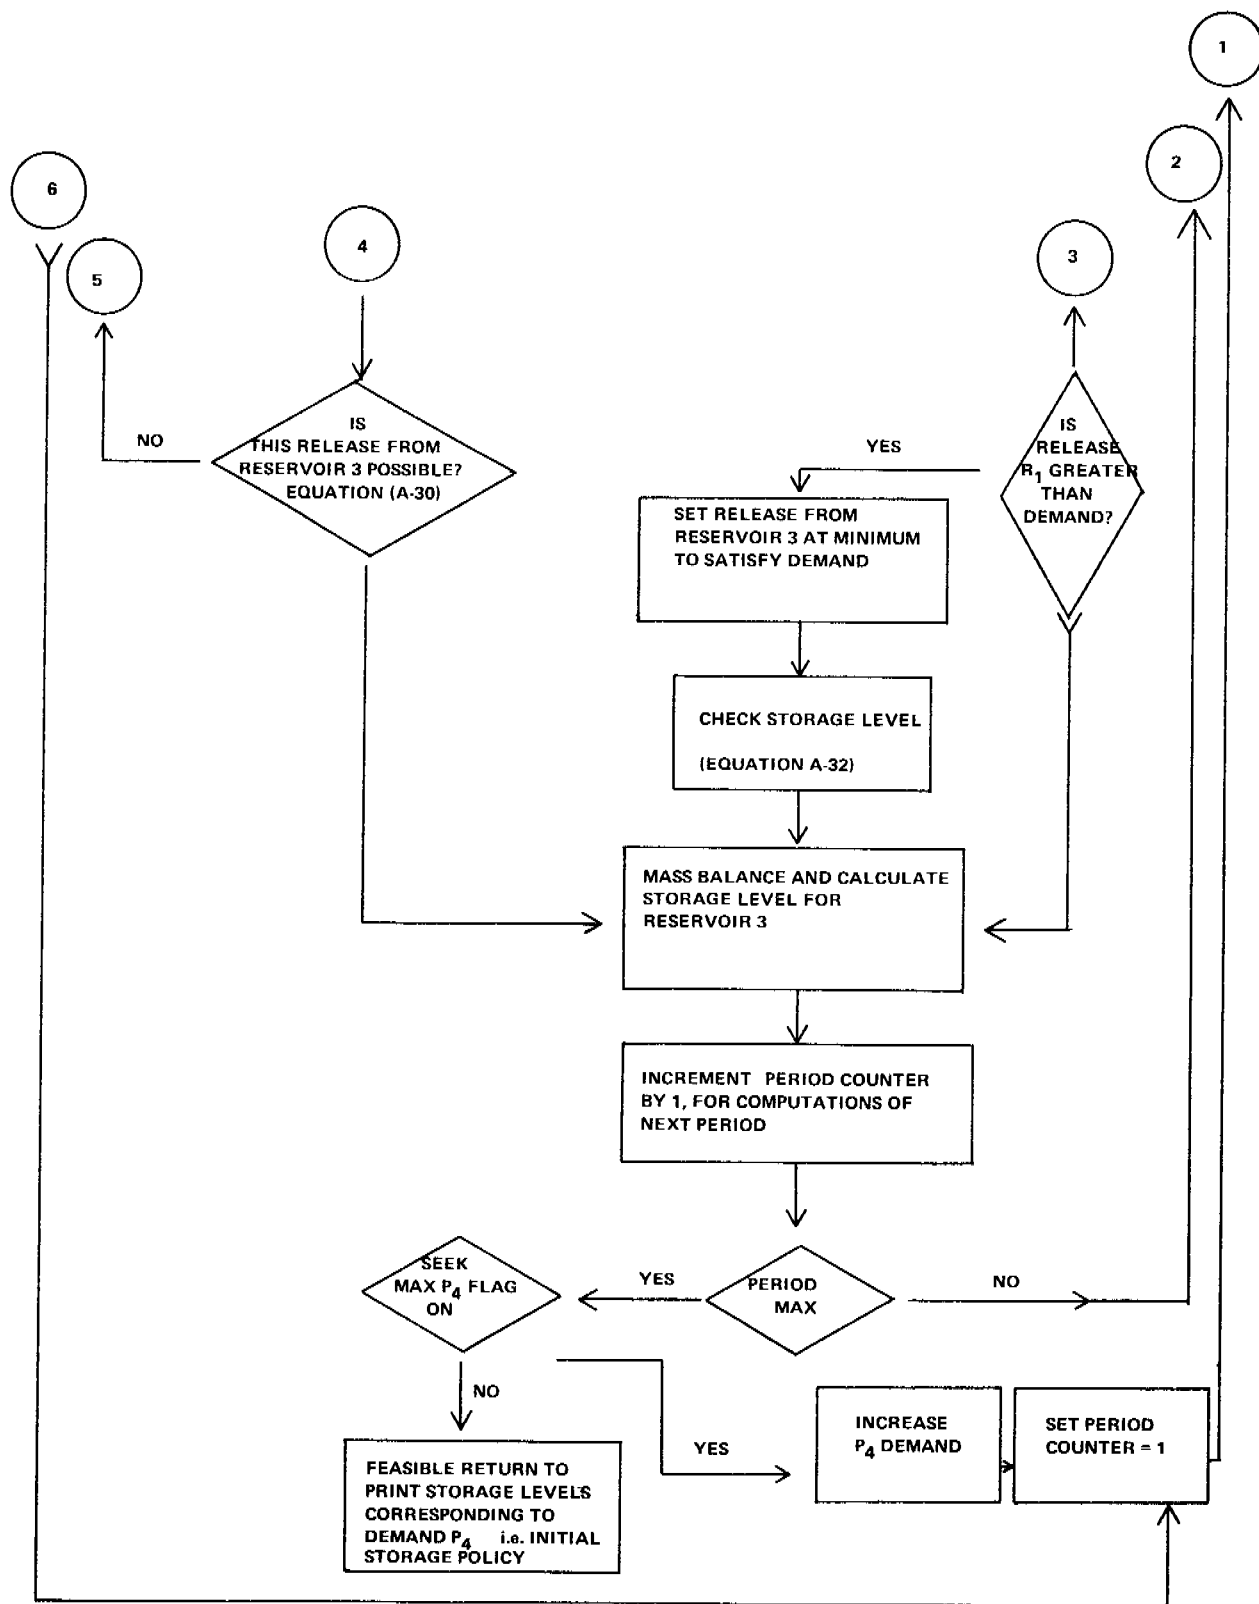 1
2
6
4
3
5
IS
THIS RELEASE FROM
RESERVOIR 3 POSSIBLE?
EQUATION (A-30)
NO
IS
RELEASE
R1 GREATER
THAN
DEMAND?
YES
SET RELEASE FROM
RESERVOIR 3 AT MINIMUM
TO SATISFY DEMAND
CHECK STORAGE LEVEL
(EQUATION A-32)
MASS BALANCE AND CALCULATE
STORAGE LEVEL FOR
RESERVOIR 3
INCREMENT PERIOD COUNTER
BY 1, FOR COMPUTATIONS OF
NEXT PERIOD
SEEK
MAX P4 FLAG
ON
YES
PERIOD
MAX
NO
NO
YES
INCREASE
P4 DEMAND
SET PERIOD
COUNTER = 1
FEASIBLE RETURN TO
PRINT STORAGE LEVELS
CORRESPONDING TO
DEMAND P4 i.e. INITIAL
STORAGE POLICY